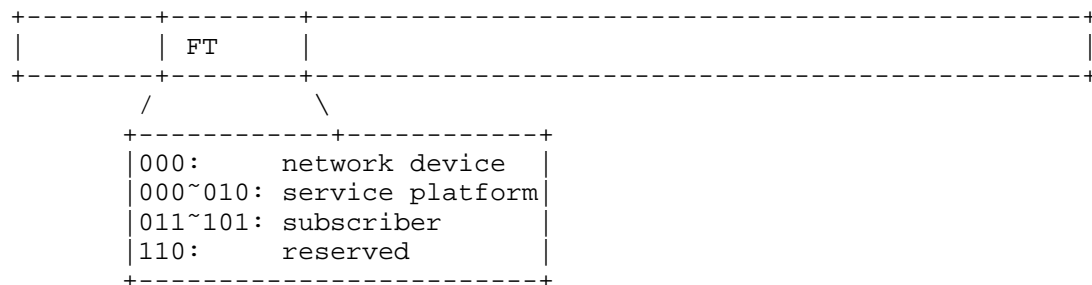 FT
000: network device
000~010: service platform
011~101: subscriber
110: reserved